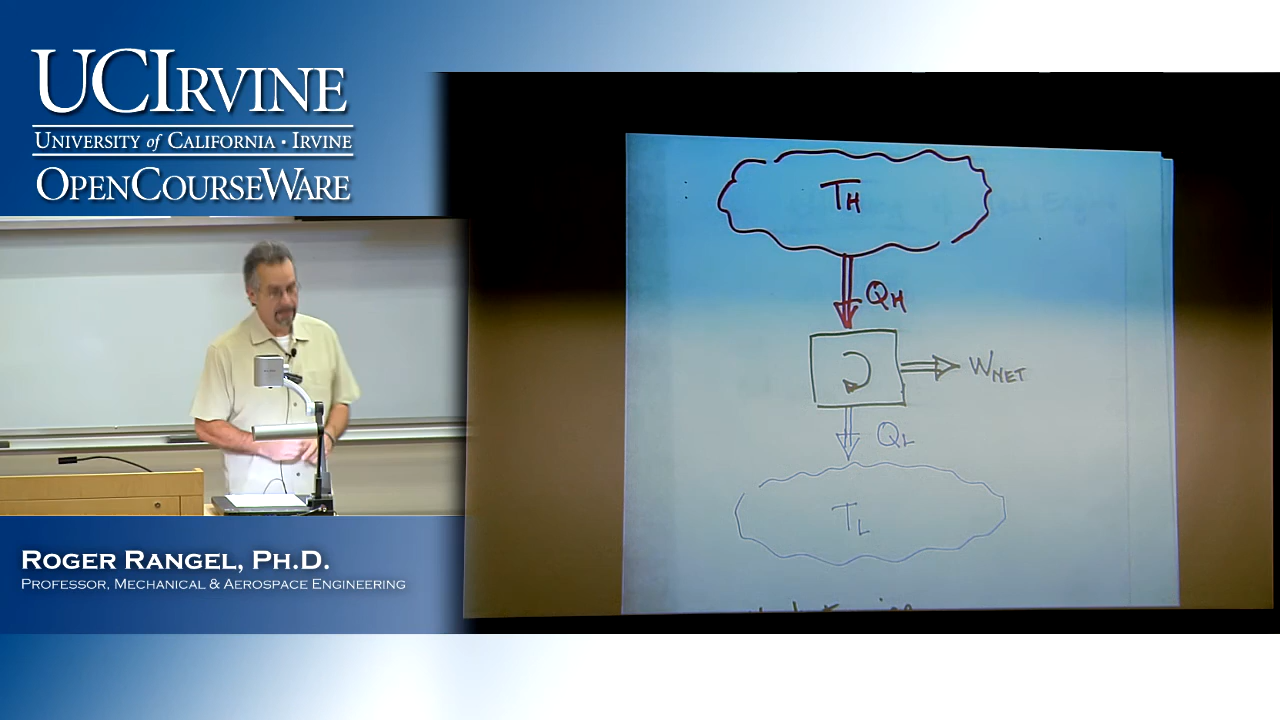 UCIRVINE
UNIVERSITY of CALIFORNIA · IRVINE
OPENCOURSEWARE
ROGER RANGEL, PH.D.
PROFESSOR, MECHANICAL & AEROSPACE ENGINEERING
TH
QH
WNET
QL
TL